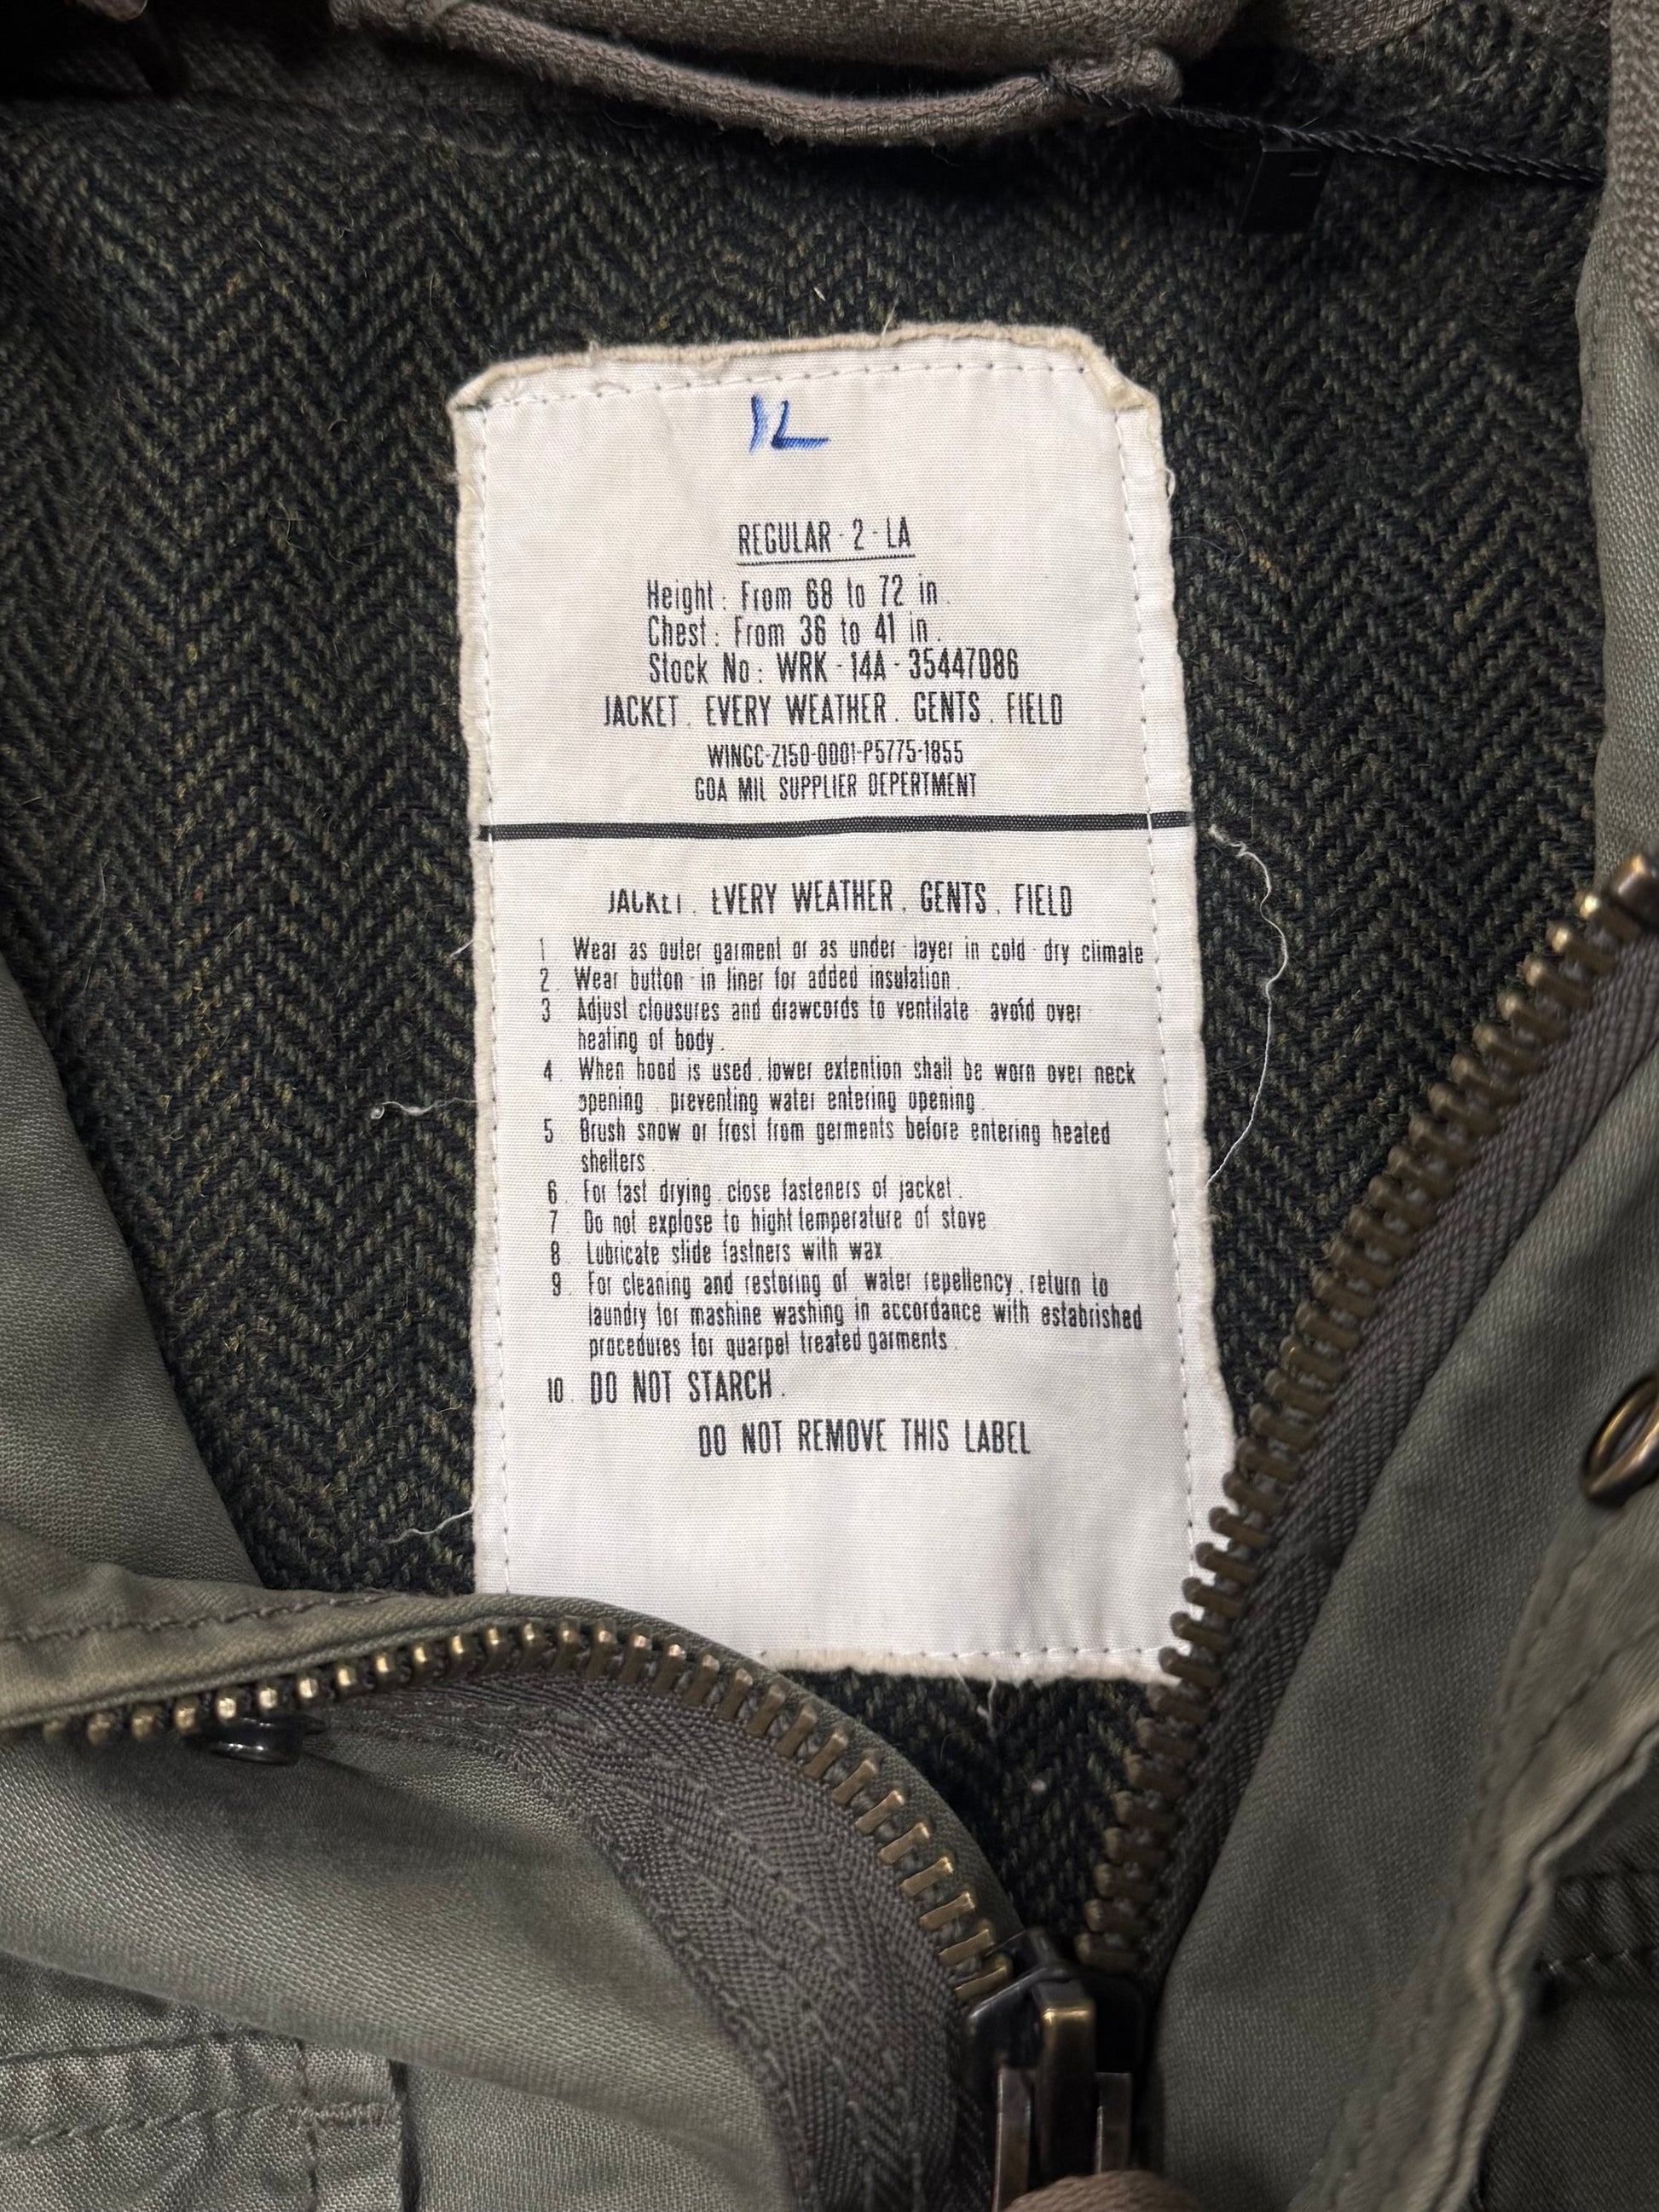 REGULAR - 2 - LA
Height : From 68 to 72 in .
Chest : From 36 to 41 in .
Stock No : WRK - 14A - 35447086
JACKET . EVERY WEATHER . GENTS . FIELD
WINGC-Z150-0001-P5775-1855
GOA MIL SUPPLIER DEPERTMENT
JACKET . EVERY WEATHER . GENTS . FIELD
1 Wear as outer garment or as under - layer in cold - dry climate .
2. Wear button - in liner for added insulation .
3 Adjust clousures and drawcords to ventilate avoid over
heating of body .
4 When hood is used . lower extention shall be worn over neck
opening . preventing water entering opening .
5 Brush snow or frost from germents before entering heated
shelters .
6 . For fast drying . close fasteners of jacket .
7 Do not explose to hight temperature of stove
8 Lubricate slide fastners with wax
9 . For cleaning and restoring of water repellency . return to
laundry for mashine washing in accordance with estabrished
procedures for quarpel treated garments .
10 . DO NOT STARCH .
DO NOT REMOVE THIS LABEL